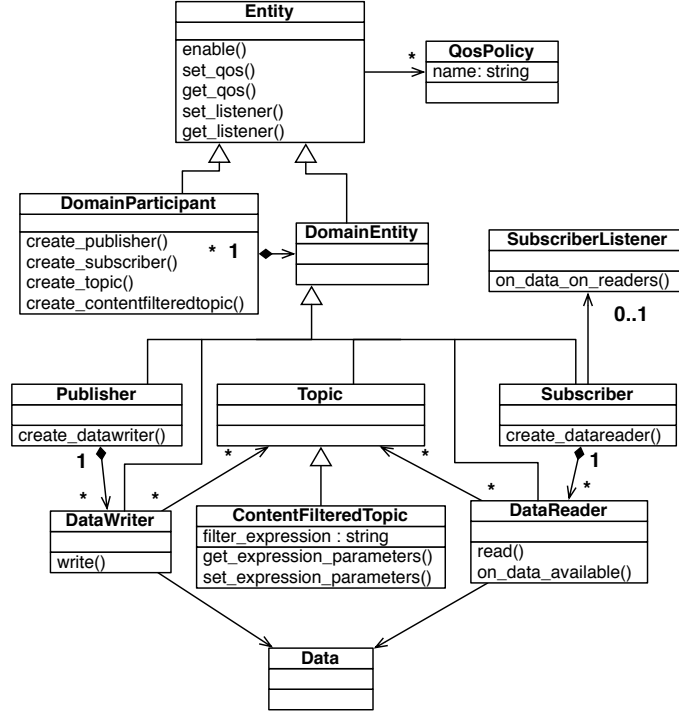 Entity
enable()
set_qos()
get_qos()
set_listener()
get_listener()
*
QosPolicy
name: string
DomainParticipant
create_publisher()
create_subscriber()
create_topic()
create_contentfilteredtopic()
* 1
DomainEntity
SubscriberListener
on_data_on_readers()
0..1
Publisher
create_datawriter()
Topic
Subscriber
create_datareader()
1
*
*
1
*
*
*
*
DataWriter
write()
ContentFilteredTopic
filter_expression : string
get_expression_parameters()
set_expression_parameters()
DataReader
read()
on_data_available()
Data